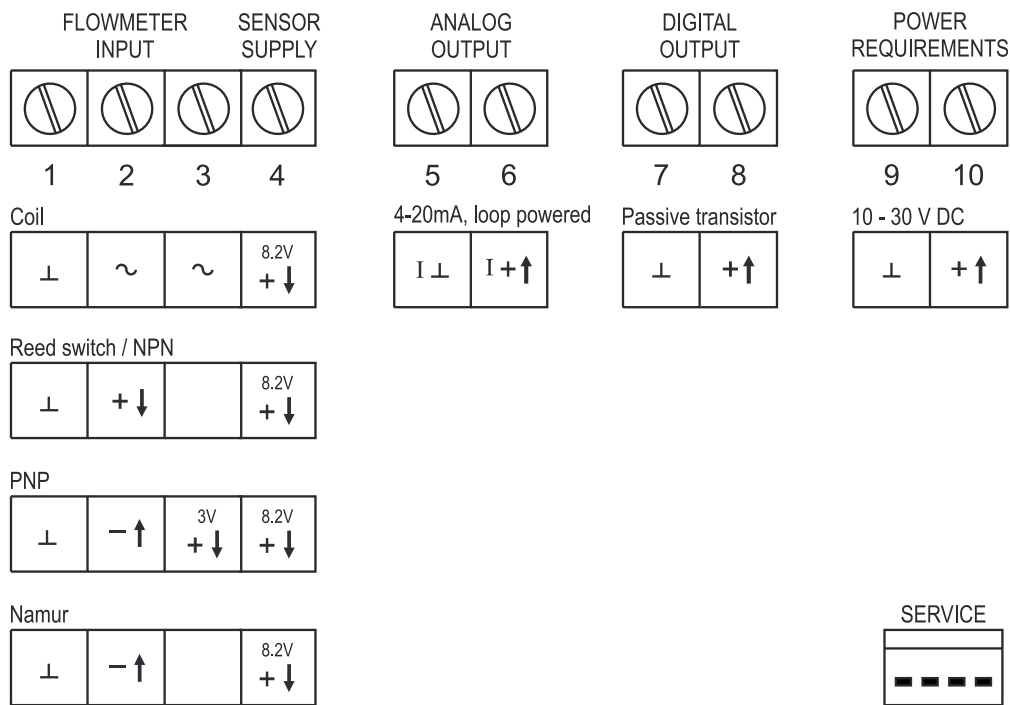 FLOWMETER INPUT
SENSOR SUPPLY
ANALOG OUTPUT
DIGITAL OUTPUT
POWER REQUIREMENTS
1 2 3 4 5 6 7 8 9 10
Coil
4-20mA, loop powered
Passive transistor
10 - 30 V DC
⊥ ~ ~ 8.2V + ↓
I ⊥ I + ↑
⊥ + ↑
⊥ + ↑
Reed switch / NPN
⊥ + ↓ 8.2V + ↓
PNP
⊥ − ↑ 3V + ↓ 8.2V + ↓
Namur
⊥ − ↑ 8.2V + ↓
SERVICE